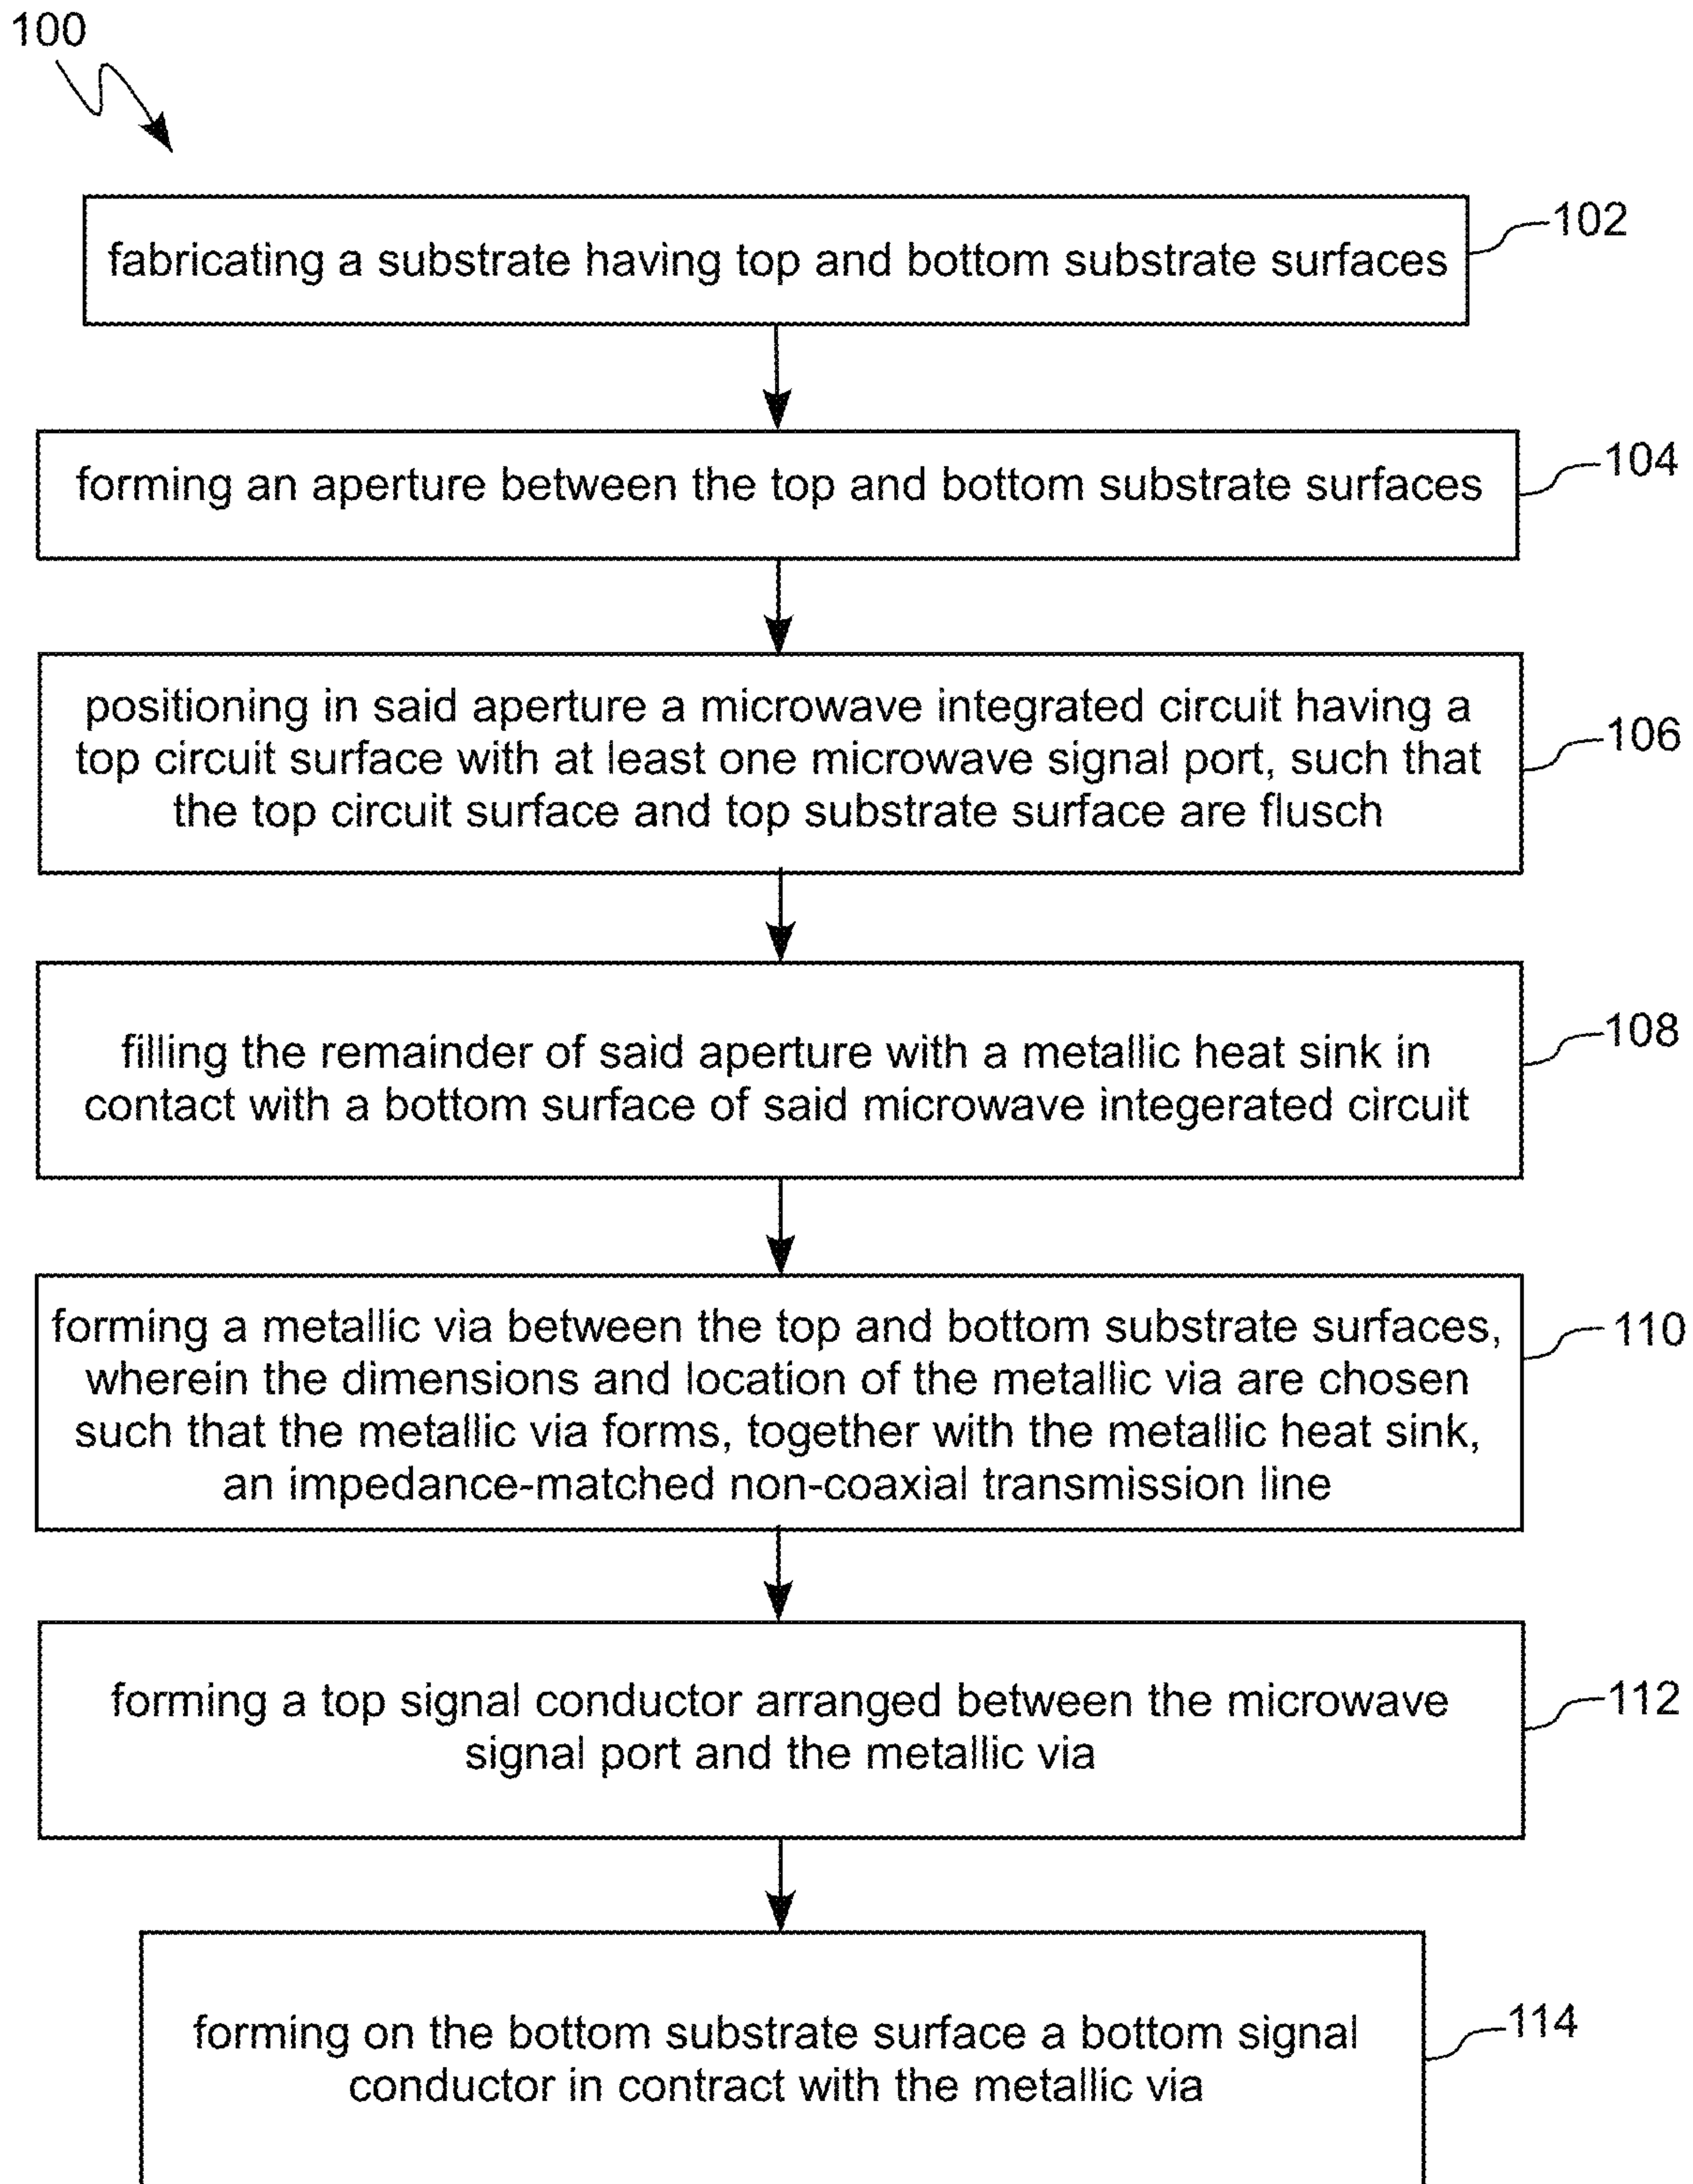 100
fabricating a substrate having top and bottom substrate surfaces
102
forming an aperture between the top and bottom substrate surfaces
104
positioning in said aperture a microwave integrated circuit having a
top circuit surface with at least one microwave signal port, such that
the top circuit surface and top substrate surface are flusch
106
filling the remainder of said aperture with a metallic heat sink in
contact with a bottom surface of said microwave integerated circuit
108
forming a metallic via between the top and bottom substrate surfaces,
wherein the dimensions and location of the metallic via are chosen
such that the metallic via forms, together with the metallic heat sink,
an impedance-matched non-coaxial transmission line
110
forming a top signal conductor arranged between the microwave
signal port and the metallic via
112
forming on the bottom substrate surface a bottom signal
conductor in contract with the metallic via
114